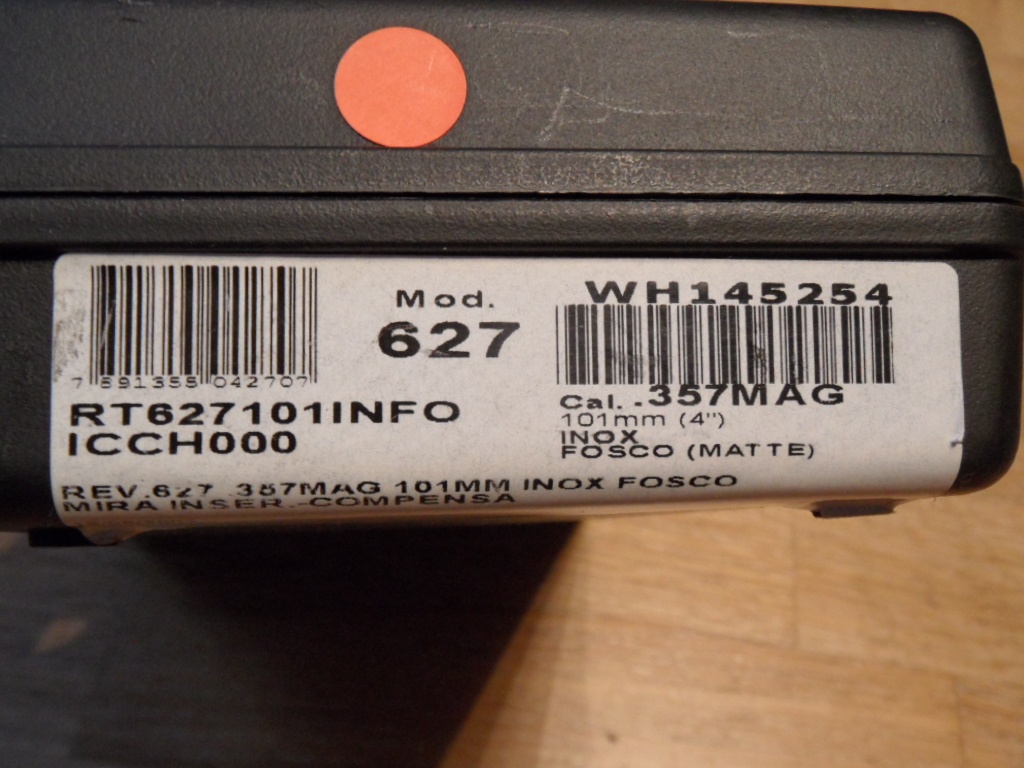 7 891355 042707
Mod.
627
WH145254
RT627101INFO
ICCH000
Cal. .357MAG
101mm (4")
INOX
FOSCO (MATTE)
REV.627 357MAG 101MM INOX FOSCO
MIRA INSER.-COMPENSA